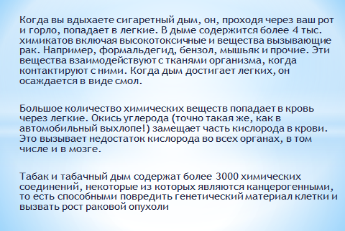 Когда вы вдыхаете сигаретный дым, он, проходя через ваш рот
и горло, попадает в легкие. В дыме содержится более 4 тыс.
химикатов включая высокотоксичные и вещества вызывающие
рак. Например, формальдегид, бензол, мышьяк и прочие. Эти
вещества взаимодействуют с тканями организма, когда
контактируют с ними. Когда дым достигает легких, он
осаждается в виде смол.
Большое количество химических веществ попадает в кровь
через легкие. Окись углерода (точно такая же, как в
автомобильный выхлопе!) замещает часть кислорода в крови.
Это вызывает недостаток кислорода во всех органах, в том
числе и в мозге.
Табак и табачный дым содержат более 3000 химических
соединений, некоторые из которых являются канцерогенными,
то есть способными повредить генетический материал клетки и
вызвать рост раковой опухоли